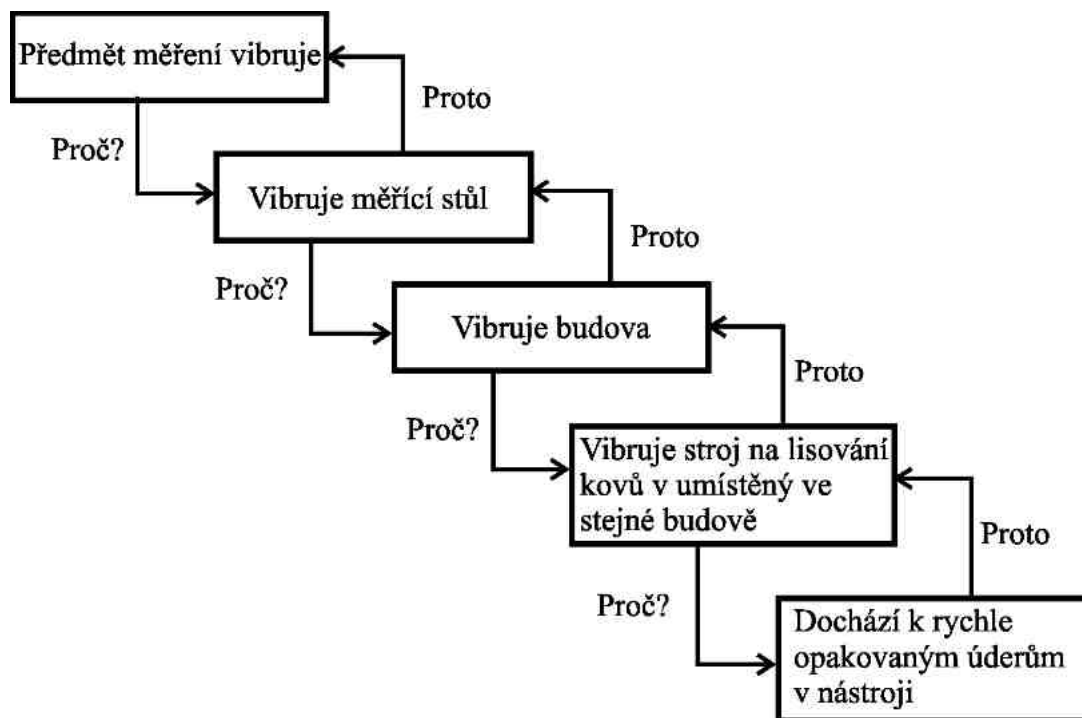 Předmět měření vibruje
Proto
Proč?
Vibruje měřící stůl
Proto
Proč?
Vibruje budova
Proto
Proč?
Vibruje stroj na lisování
kovů v umístěný ve
stejné budově
Proto
Proč?
Dochází k rychle
opakovaným úderům
v nástroji